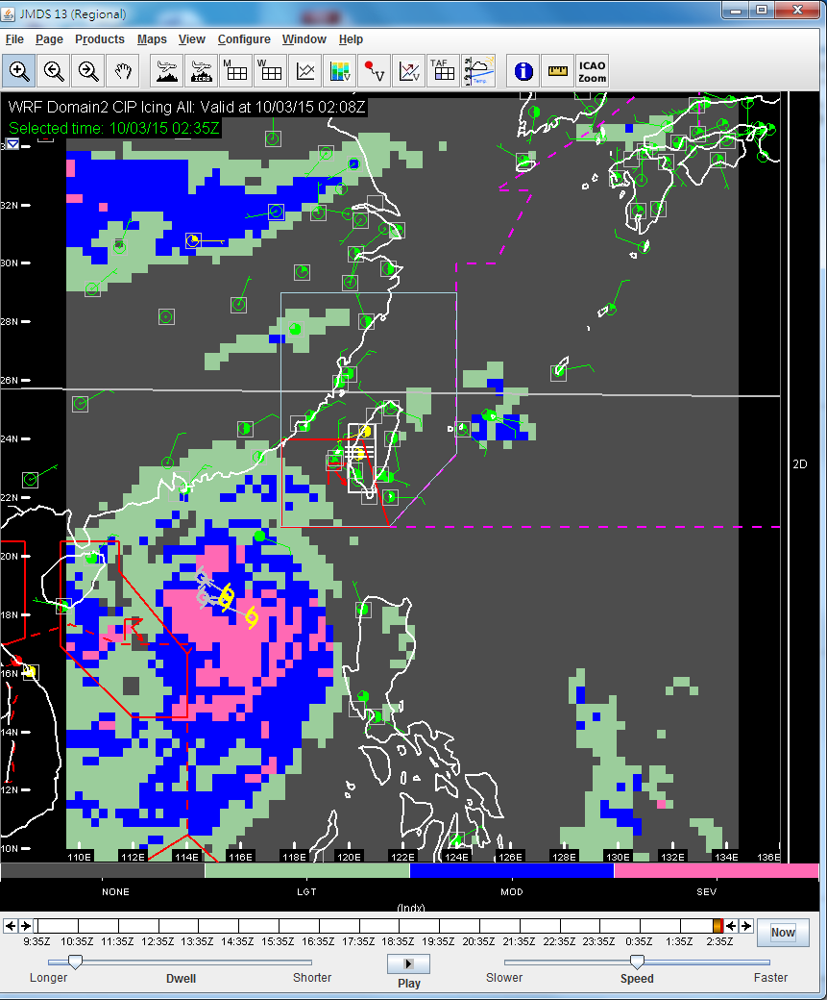 JMDS 13 (Regional)
File Page Products Maps View Configure Window Help
M W TAF
ICAO
Temp.
ICAO
Zoom
WRF Domain2 CIP Icing All: Valid at 10/03/15 02:08Z
Selected time: 10/03/15 02:35Z
32N
30N
28N
26N
24N
2D
22N
20N
18N
16N
14N
12N
10N
110E 112E 114E 116E 118E 120E 122E 124E 126E 128E 130E 132E 134E 136E
NONE LGT MOD SEV
(Indx)
Now
9:35Z 10:35Z 11:35Z 12:35Z 13:35Z 14:35Z 15:35Z 16:35Z 17:35Z 18:35Z 19:35Z 20:35Z 21:35Z 22:35Z 23:35Z 0:35Z 1:35Z 2:35Z
Longer Dwell Shorter Play Slower Speed Faster